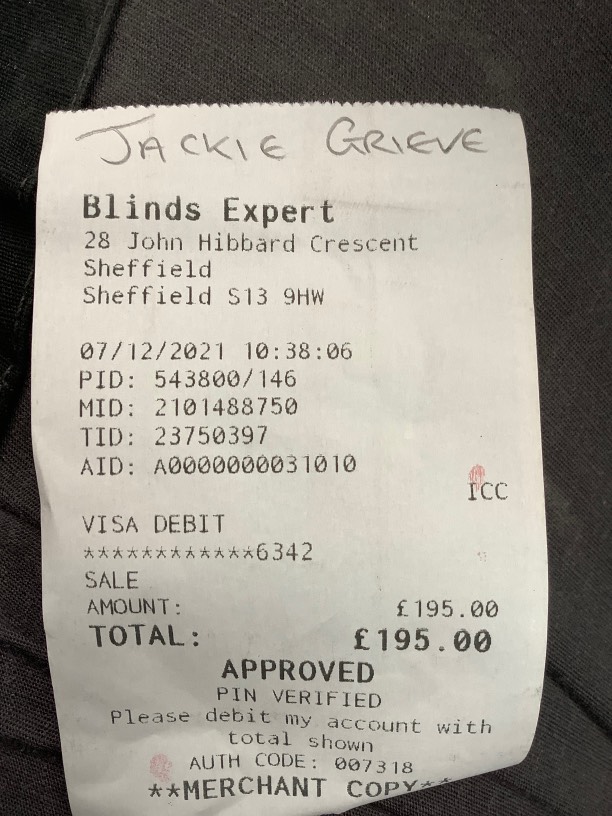 JACKIE GRIEVE
Blinds Expert
28 John Hibbard Crescent
Sheffield
Sheffield S13 9HW
07/12/2021 10:38:06
PID: 543800/146
MID: 2101488750
TID: 23750397
AID: A0000000031010
ICC
VISA DEBIT
************6342
SALE
AMOUNT: £195.00
TOTAL: £195.00
APPROVED
PIN VERIFIED
Please debit my account with
total shown
AUTH CODE: 007318
**MERCHANT COPY**